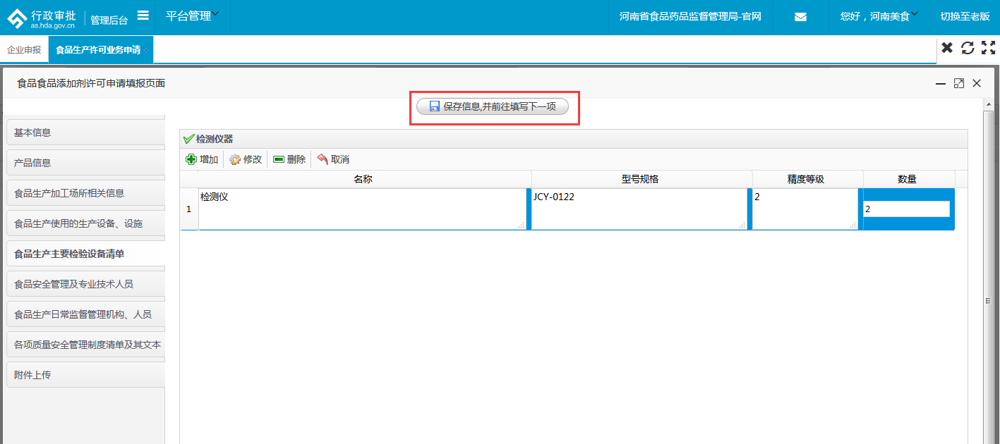 行政审批 管理后台 平台管理 河南省食品药品监督管理局-官网 您好，河南美食 切换至老版
as.hda.gov.cn
企业申报 食品生产许可业务申请
食品食品添加剂许可申请填报页面
保存信息,并前往填写下一项
基本信息
产品信息
食品生产加工场所相关信息
食品生产使用的生产设备、设施
食品生产主要检验设备清单
食品安全管理及专业技术人员
食品生产日常监督管理机构、人员
各项质量安全管理制度清单及其文本
附件上传
检测仪器
增加 修改 删除 取消
名称 型号规格 精度等级 数量
1 检测仪 JCY-0122 2 2